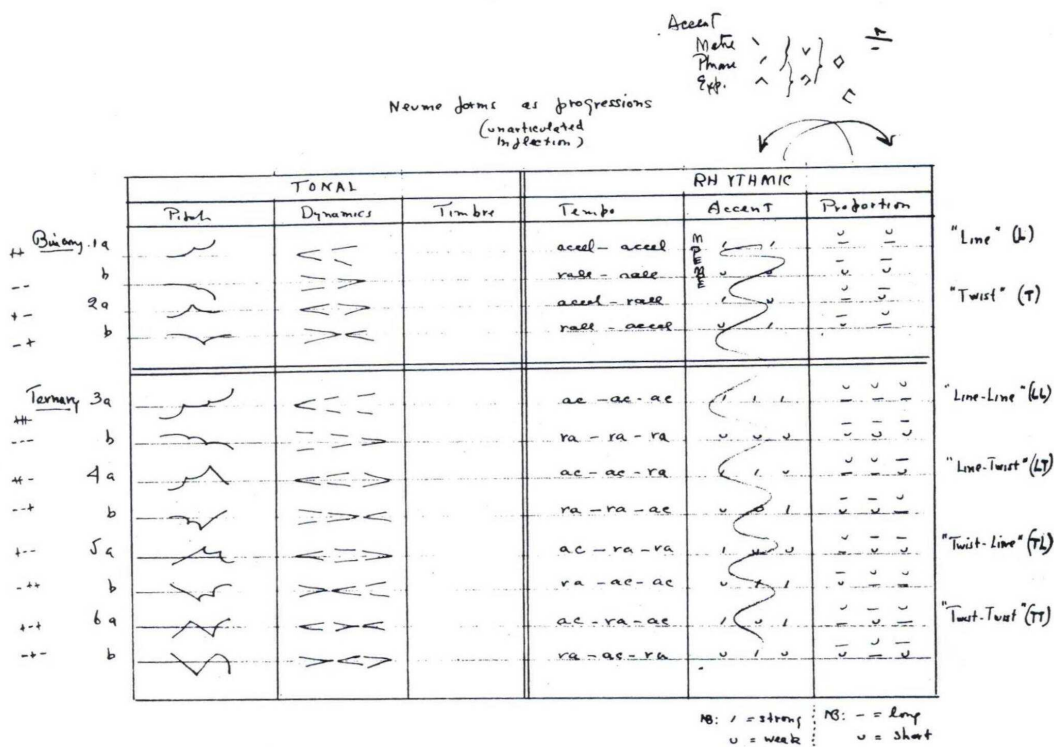 Accent
Metre
Phrase
Exp.
Neume forms as progressions
(unarticulated
inflection)
TONAL RHYTHMIC
Pitch Dynamics Timbre Tempo Accent Proportion
++ Binary 1a accel - accel / / "Line" (L)
-- b rall - rall ᴗ ᴗ
+- 2a accel - rall / ᴗ "Twist" (T)
-+ b rall - accel ᴗ /
Ternary 3a ac - ac - ac / / / "Line-Line" (LL)
+++
--- b ra - ra - ra ᴗ ᴗ ᴗ
++- 4a ac - ac - ra / / ᴗ "Line-Twist" (LT)
--+ b ra - ra - ac ᴗ ᴗ /
+-- 5a ac - ra - ra / ᴗ ᴗ "Twist-Line" (TL)
-++ b ra - ac - ac ᴗ / /
+-+ 6a ac - ra - ac / ᴗ / "Twist-Twist" (TT)
-+- b ra - ac - ra ᴗ / ᴗ
NB: / = strong NB: – = long
ᴗ = weak ᴗ = short